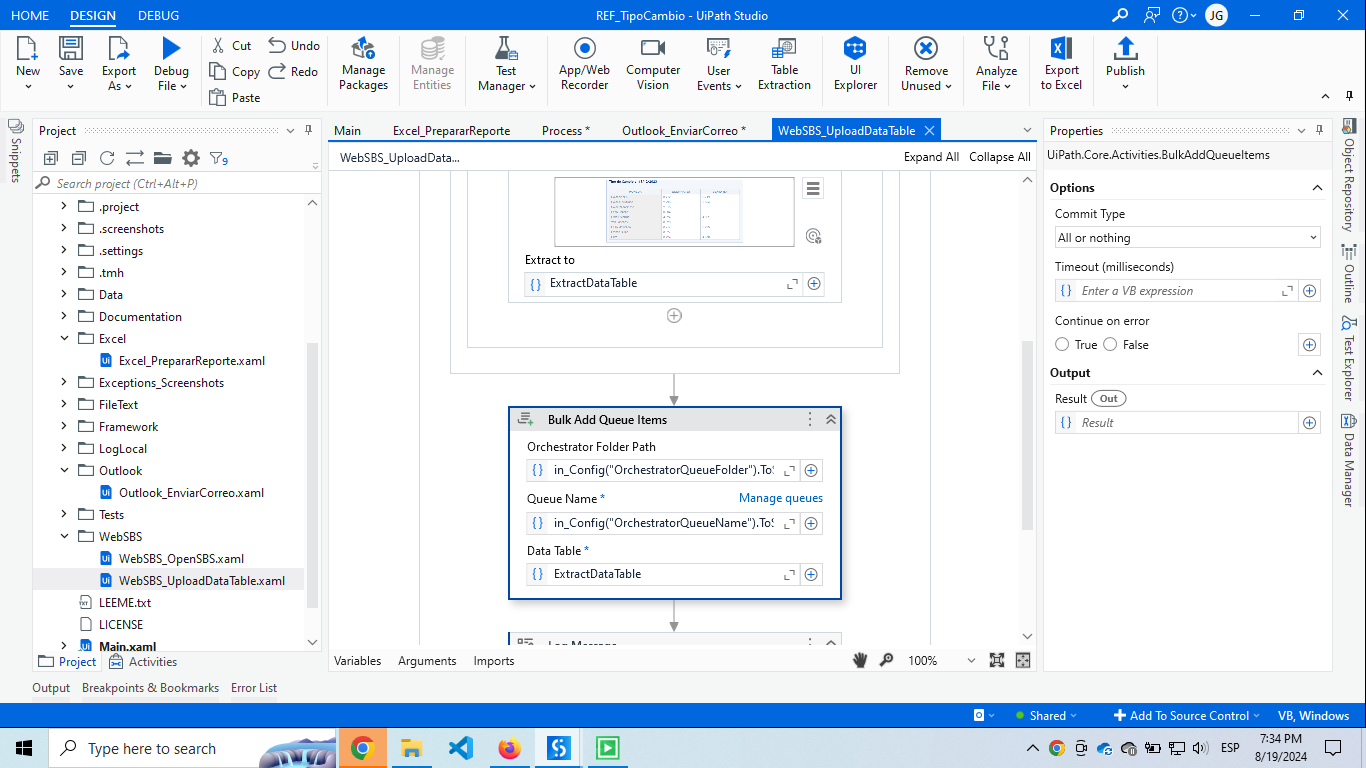 REF_TipoCambio - UiPath Studio
HOME DESIGN DEBUG
JG
New Save Export As Debug File
Cut Copy Paste Undo Redo
Manage Packages
Manage Entities
Test Manager
App/Web Recorder
Computer Vision
User Events
Table Extraction
UI Explorer
Remove Unused
Analyze File
Export to Excel
Publish
Snippets
Project
9
Search project (Ctrl+Alt+P)
.project
.screenshots
.settings
.tmh
Data
Documentation
Excel
Excel_PrepararReporte.xaml
Exceptions_Screenshots
FileText
Framework
LogLocal
Outlook
Outlook_EnviarCorreo.xaml
Tests
WebSBS
WebSBS_OpenSBS.xaml
WebSBS_UploadDataTable.xaml
LEEME.txt
LICENSE
Main.xaml
Project Activities
Main Excel_PrepararReporte Process * Outlook_EnviarCorreo * WebSBS_UploadDataTable
WebSBS_UploadData... Expand All Collapse All
Extract to
{} ExtractDataTable
Bulk Add Queue Items
Orchestrator Folder Path
{} in_Config("OrchestratorQueueFolder").ToS
Queue Name * Manage queues
{} in_Config("OrchestratorQueueName").ToS
Data Table *
{} ExtractDataTable
Log Message
Variables Arguments Imports 100%
Properties
UiPath.Core.Activities.BulkAddQueueItems
Options
Commit Type
All or nothing
Timeout (milliseconds)
{} Enter a VB expression
Continue on error
True False
Output
Result Out
{} Result
Object Repository
Outline
Test Explorer
Data Manager
Output Breakpoints & Bookmarks Error List
Shared Add To Source Control VB, Windows
Type here to search
ESP
7:34 PM
8/19/2024